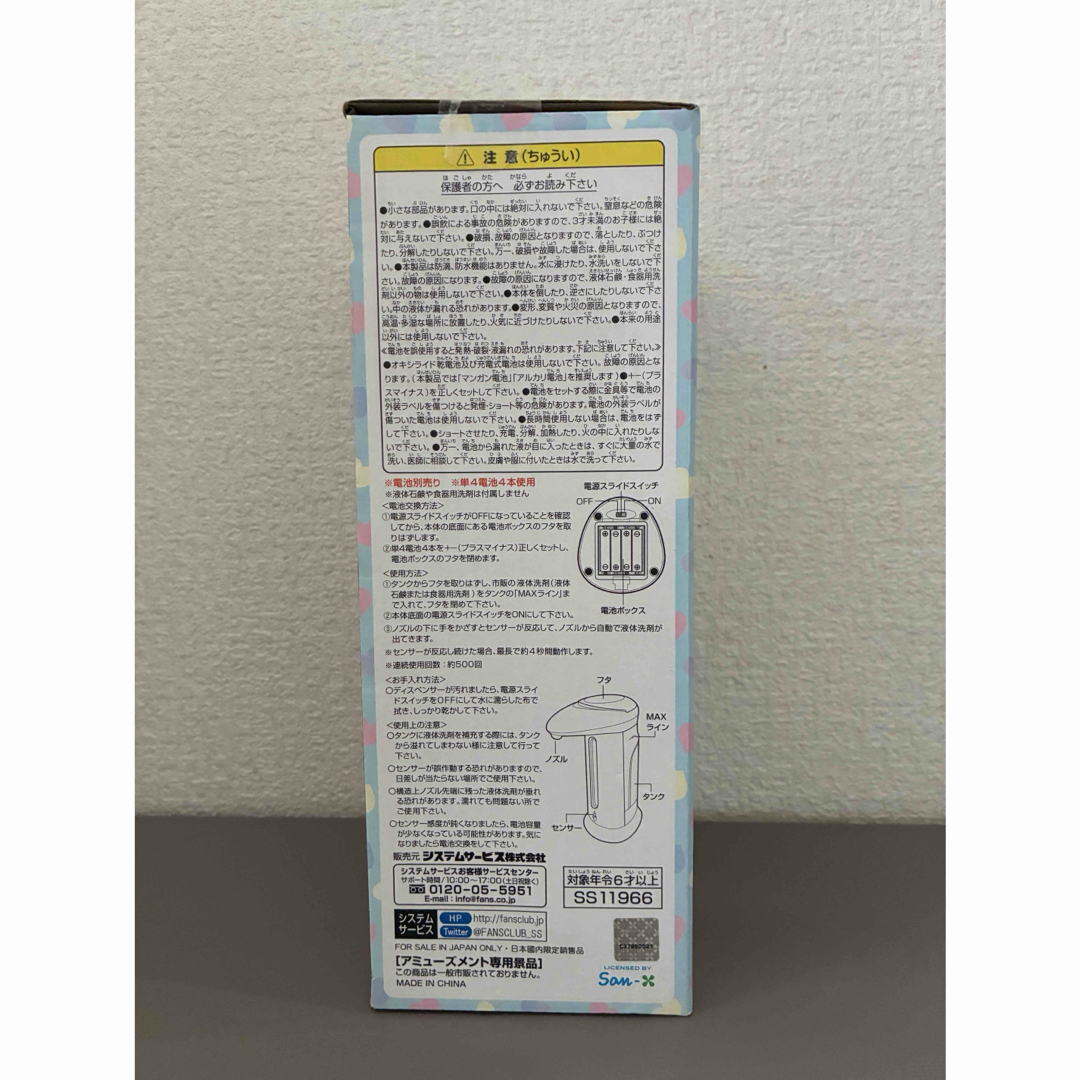 ⚠ 注意(ちゅうい)
保護者の方へ 必ずお読み下さい
●小さな部品があります。口の中には絶対に入れないで下さい。窒息などの危険
があります。●誤飲による事故の危険がありますので、3才未満のお子様には絶
対に与えないで下さい。●破損、故障の原因となりますので、落としたり、ぶつけ
たり、分解したりしないで下さい。万一、破損や故障した場合は、使用しないで下さ
い。●本製品は防滴、防水機能はありません。水に浸けたり、水洗いをしないで下
さい。故障の原因になります。●故障の原因になりますので、液体石鹸・食器用洗
剤以外の物は使用しないで下さい。●本体を倒したり、逆さにしたりしないで下さ
い。中の液体が漏れる恐れがあります。●変形、変質や火災の原因となりますので、
高温・多湿な場所に放置したり、火気に近づけたりしないで下さい。●本来の用途
以外には使用しないで下さい。
《電池を誤使用すると発熱・破裂・液漏れの恐れがあります。下記に注意して下さい。》
●オキシライド乾電池及び充電式電池は使用しないで下さい。故障の原因とな
ります。(本製品では「マンガン電池」「アルカリ電池」を推奨します)●+−(プラ
スマイナス)を正しくセットして下さい。●電池をセットする際に金具等で電池の
外装ラベルを傷つけると発煙・ショート等の危険があります。電池の外装ラベルが
傷ついた電池は使用しないで下さい。●長時間使用しない場合は、電池をはず
して下さい。●ショートさせたり、充電、分解、加熱したり、火の中に入れたりしな
いで下さい。●万一、電池から漏れた液が目に入ったときは、すぐに大量の水で
洗い、医師に相談して下さい。皮膚や服に付いたときは水で洗って下さい。
※電池別売り ※単4電池4本使用
※液体石鹸や食器用洗剤は付属しません
<電池交換方法>
①電源スライドスイッチがOFFになっていることを確認
してから、本体の底面にある電池ボックスのフタを取
りはずします。
②単4電池4本を+−(プラスマイナス)正しくセットし、
電池ボックスのフタを閉めます。
電源スライドスイッチ
OFF ON
電池ボックス
<使用方法>
①タンクからフタを取りはずし、市販の液体洗剤(液体
石鹸または食器用洗剤)をタンクの「MAXライン」ま
で入れて、フタを閉めて下さい。
②本体底面の電源スライドスイッチをONにして下さい。
③ノズルの下に手をかざすとセンサーが反応して、ノズルから自動で液体洗剤が
出てきます。
※センサーが反応し続けた場合、最長で約4秒間動作します。
※連続使用回数：約500回
<お手入れ方法>
○ディスペンサーが汚れましたら、電源スライ
ドスイッチをOFFにして水に濡らした布で
拭き、しっかり乾かして下さい。
<使用上の注意>
○タンクに液体洗剤を補充する際には、タンク
から溢れてしまわない様に注意して行って
下さい。
○センサーが誤作動する恐れがありますので、
日差しが当たらない場所でご使用下さい。
○構造上ノズル先端に残った液体洗剤が垂れ
る恐れがあります。濡れても問題ない所で
ご使用下さい。
○センサー感度が鈍くなりましたら、電池容量
が少なくなっている可能性があります。気に
なりましたら電池交換をして下さい。
フタ
MAX
ライン
ノズル
タンク
センサー
販売元 システムサービス株式会社
システムサービスお客様サービスセンター
サポート時間/10:00～17:00(土日祝除く)
0120-05-5951
E-mail：info@fans.co.jp
対象年令6才以上
SS11966
システム
サービス
HP http://fansclub.jp
Twitter @FANSCLUB_SS
FOR SALE IN JAPAN ONLY・日本國内限定銷售品
[アミューズメント専用景品]
この商品は一般市販されておりません。
MADE IN CHINA
LICENSED BY
San-X